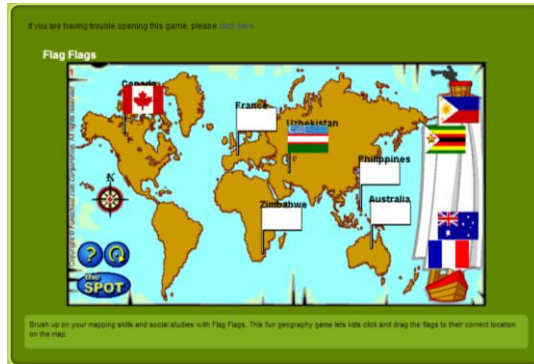 If you are having trouble opening this game, please click here.
Flag Flags
1
Canada
France
Uzbekistan
Philippines
Zimbabwe
Australia
N
?
the
SPOT
Brush up on your mapping skills and social studies with Flag Flags. This fun geography game lets kids click and drag the flags to their correct location
on the map.